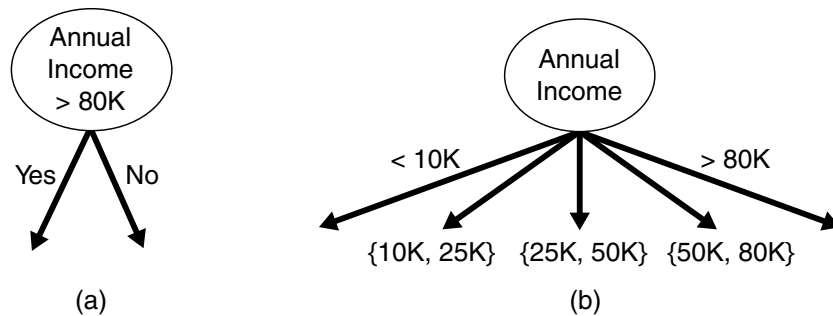 Annual
Income
> 80K
Yes
No
(a)
Annual
Income
< 10K
> 80K
{10K, 25K}
{25K, 50K}
{50K, 80K}
(b)